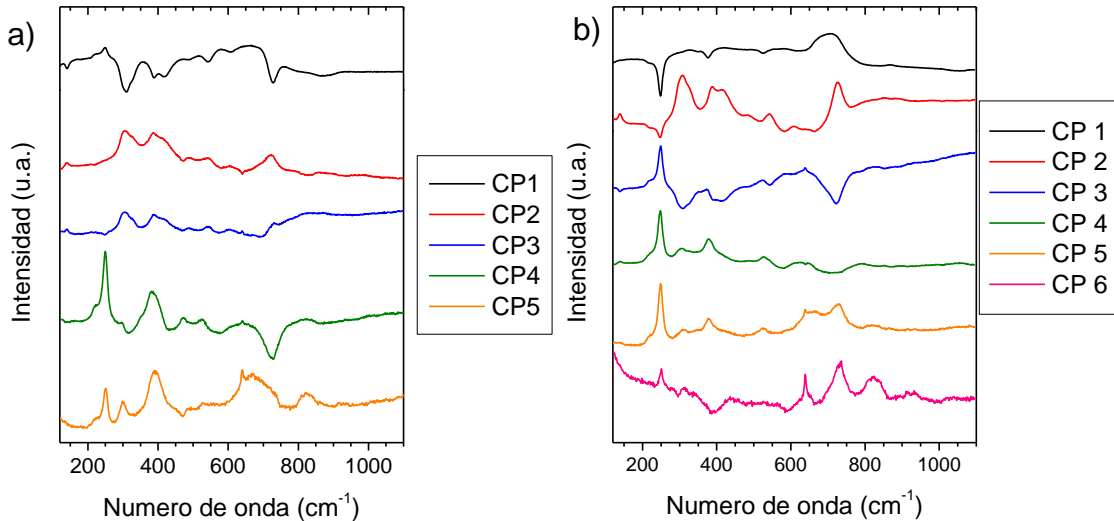 a)
Intensidad (u.a.)
200 400 600 800 1000
Numero de onda (cm⁻¹)
CP1
CP2
CP3
CP4
CP5
b)
Intensidad (u.a.)
200 400 600 800 1000
Numero de onda (cm⁻¹)
CP 1
CP 2
CP 3
CP 4
CP 5
CP 6